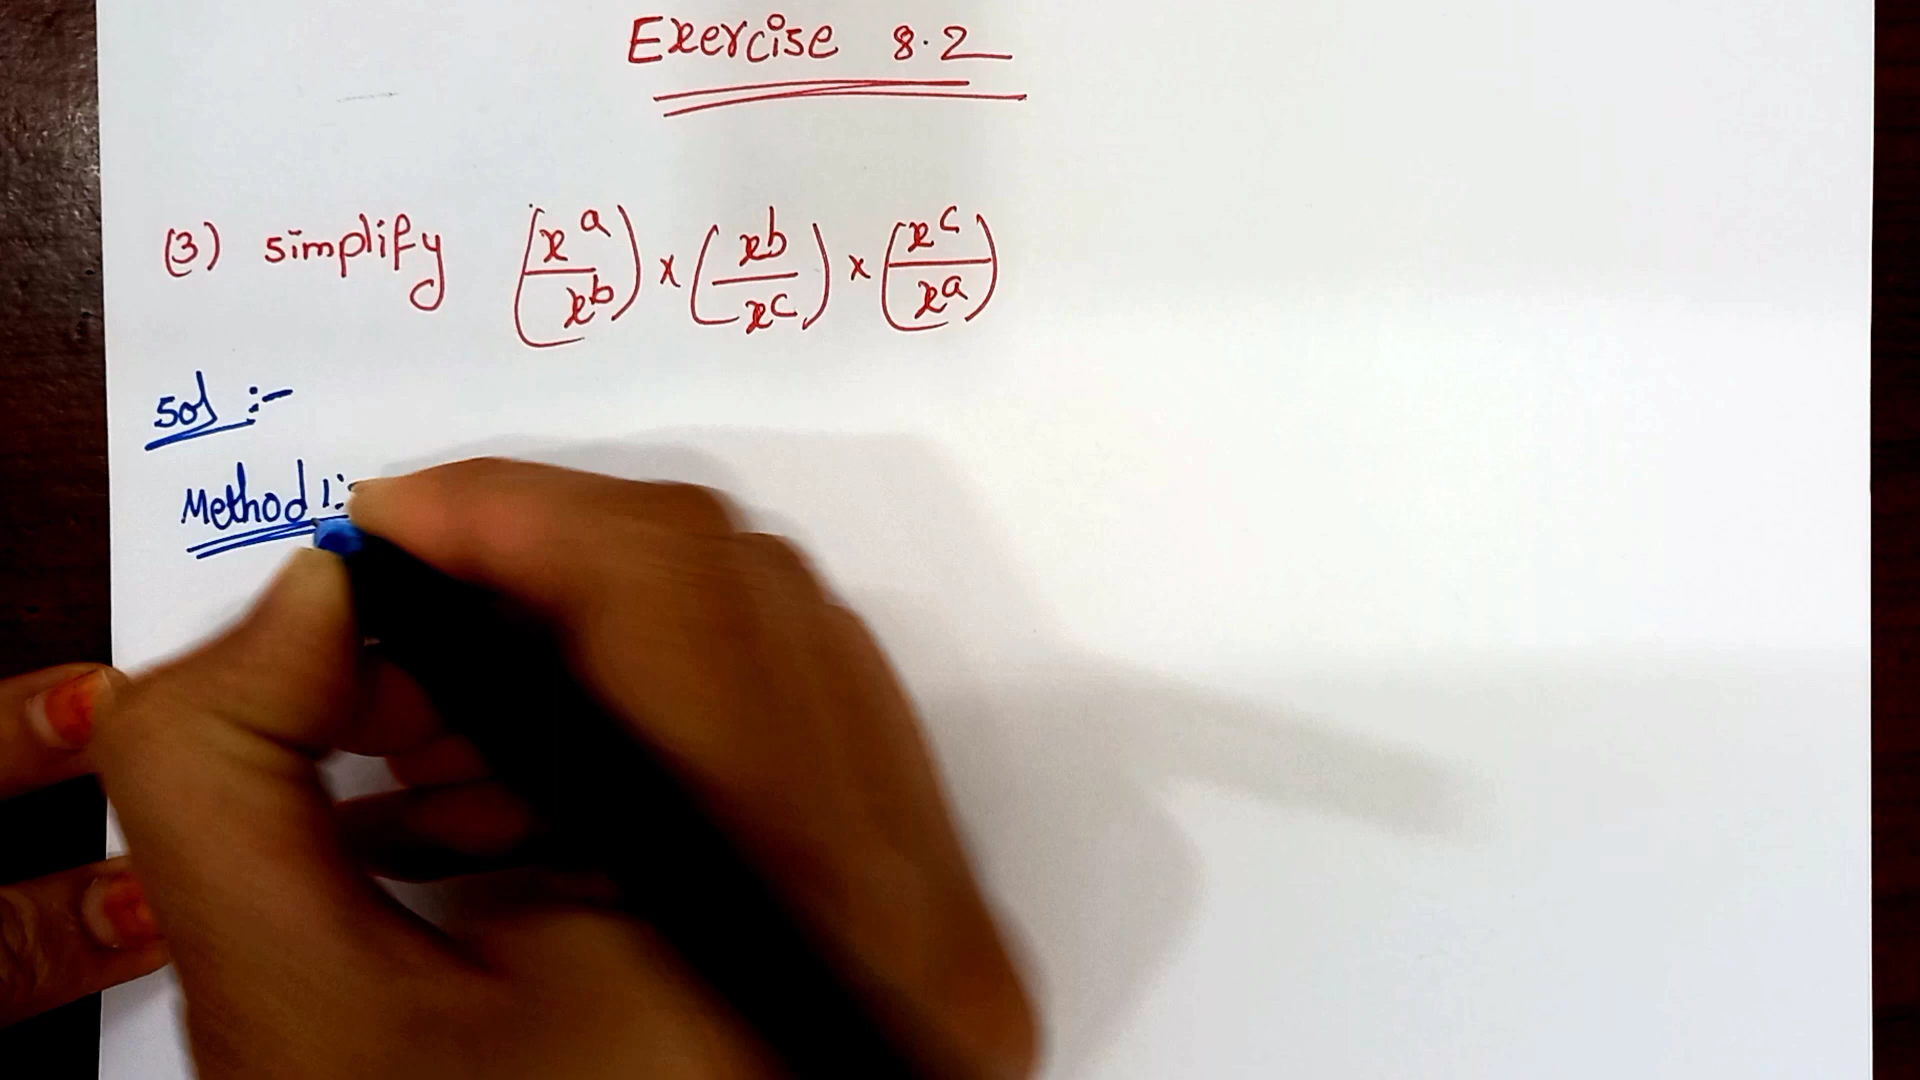 Exercise 8.2
(3) simplify (x^a/x^b) × (x^b/x^c) × (x^c/x^a)
Sol :-
Method 1:-